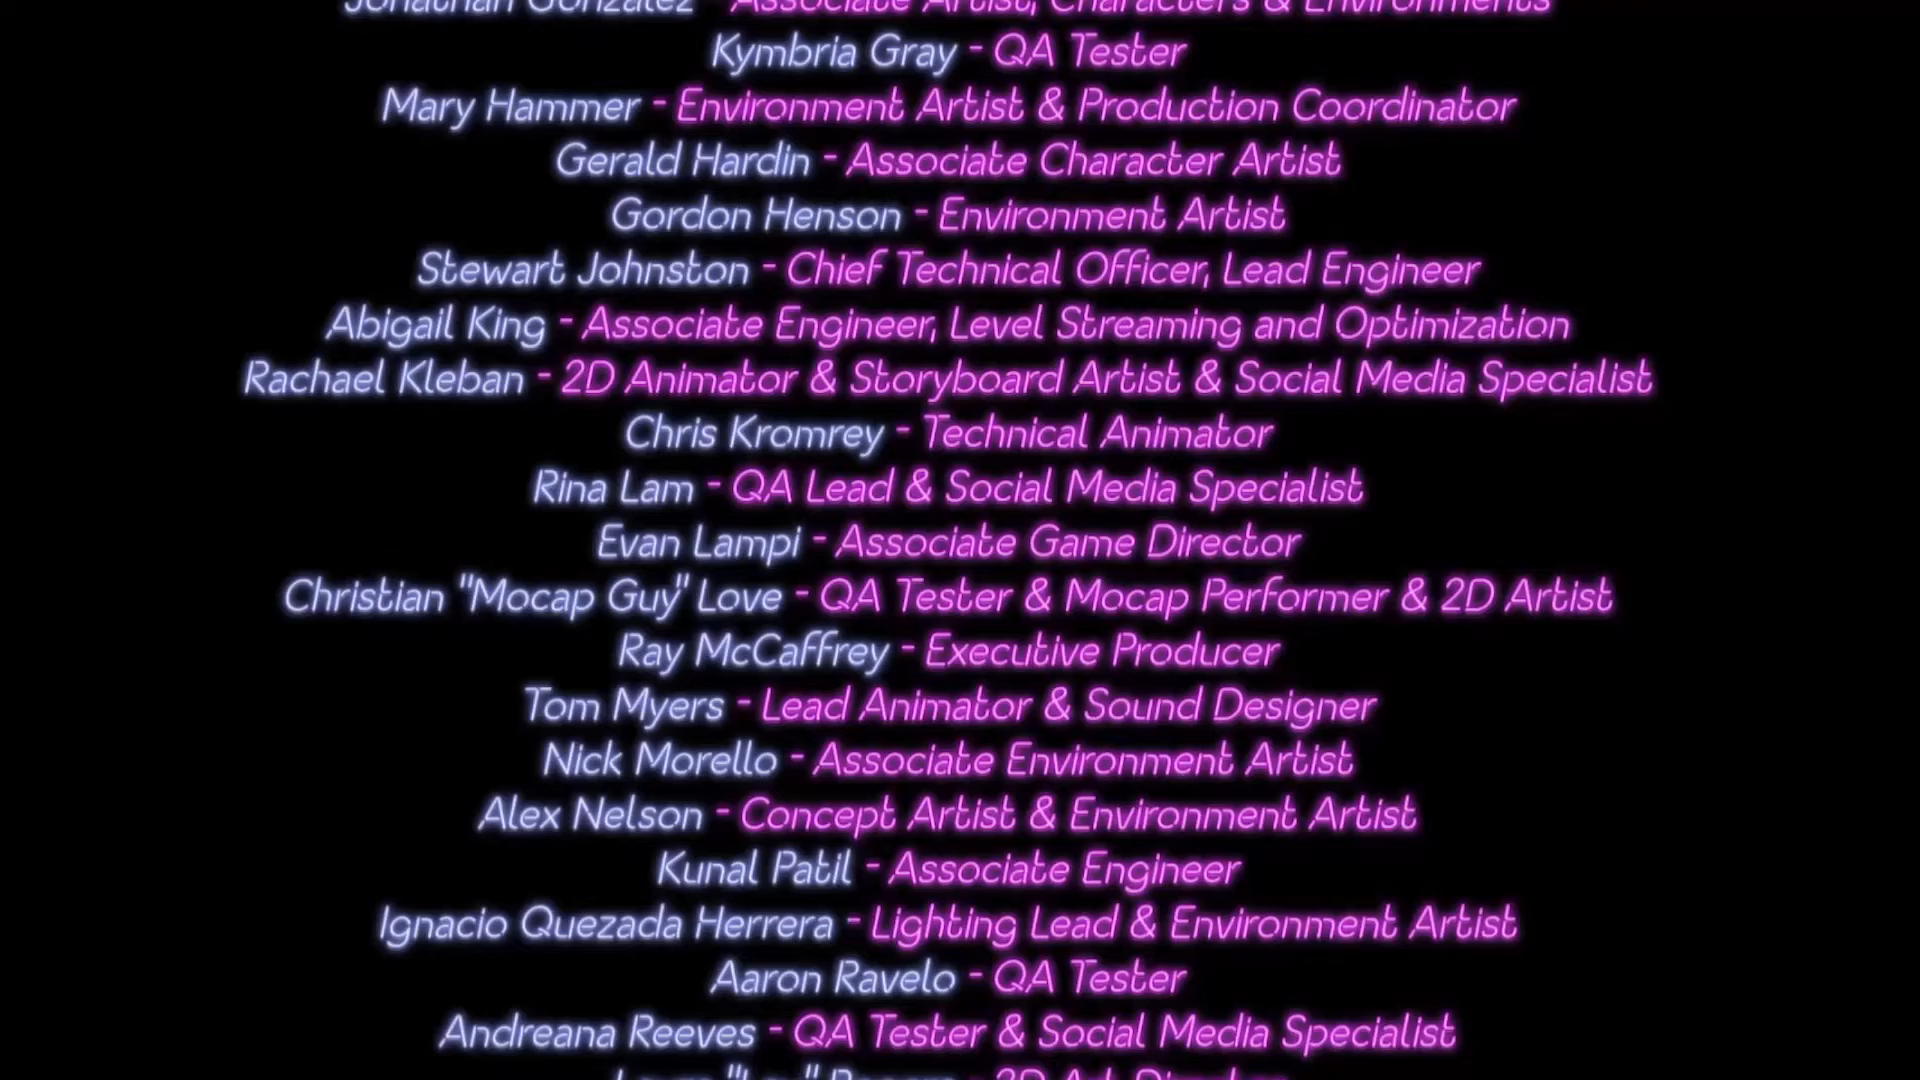 Jonathan Gonzalez - Associate Artist, Characters & Environments
Kymbria Gray - QA Tester
Mary Hammer - Environment Artist & Production Coordinator
Gerald Hardin - Associate Character Artist
Gordon Henson - Environment Artist
Stewart Johnston - Chief Technical Officer, Lead Engineer
Abigail King - Associate Engineer, Level Streaming and Optimization
Rachael Kleban - 2D Animator & Storyboard Artist & Social Media Specialist
Chris Kromrey - Technical Animator
Rina Lam - QA Lead & Social Media Specialist
Evan Lampi - Associate Game Director
Christian "Mocap Guy" Love - QA Tester & Mocap Performer & 2D Artist
Ray McCaffrey - Executive Producer
Tom Myers - Lead Animator & Sound Designer
Nick Morello - Associate Environment Artist
Alex Nelson - Concept Artist & Environment Artist
Kunal Patil - Associate Engineer
Ignacio Quezada Herrera - Lighting Lead & Environment Artist
Aaron Ravelo - QA Tester
Andreana Reeves - QA Tester & Social Media Specialist